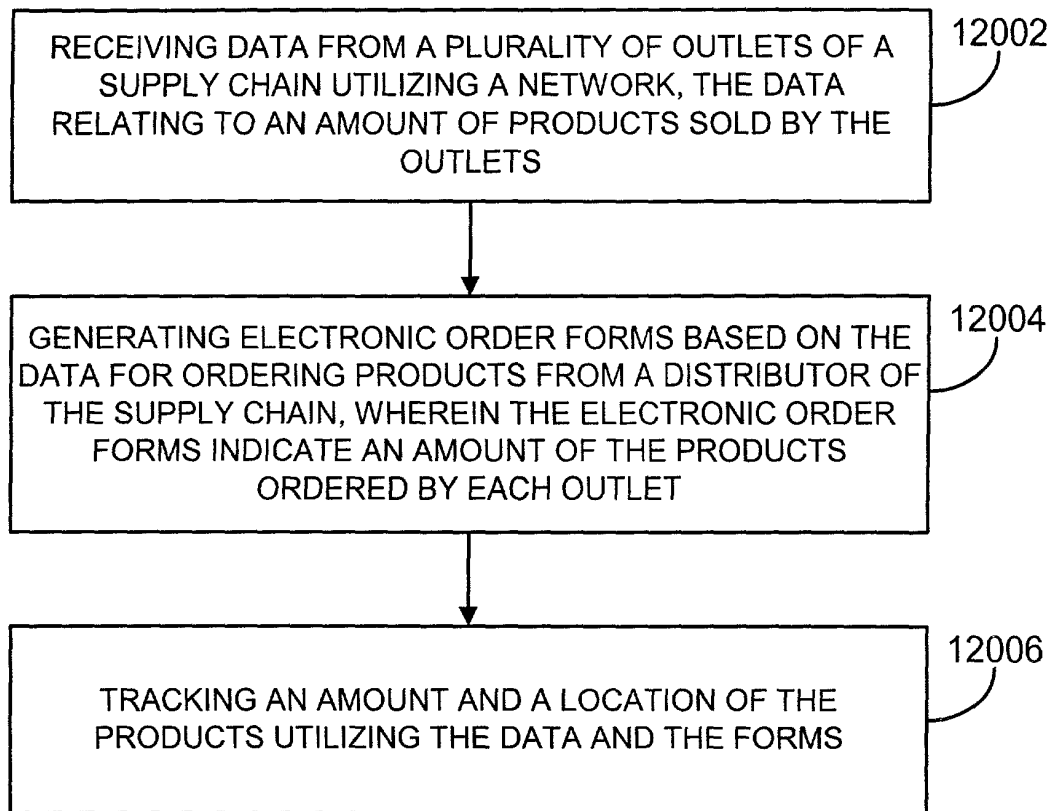 RECEIVING DATA FROM A PLURALITY OF OUTLETS OF A
SUPPLY CHAIN UTILIZING A NETWORK, THE DATA
RELATING TO AN AMOUNT OF PRODUCTS SOLD BY THE
OUTLETS
12002
GENERATING ELECTRONIC ORDER FORMS BASED ON THE
DATA FOR ORDERING PRODUCTS FROM A DISTRIBUTOR OF
THE SUPPLY CHAIN, WHEREIN THE ELECTRONIC ORDER
FORMS INDICATE AN AMOUNT OF THE PRODUCTS
ORDERED BY EACH OUTLET
12004
TRACKING AN AMOUNT AND A LOCATION OF THE
PRODUCTS UTILIZING THE DATA AND THE FORMS
12006